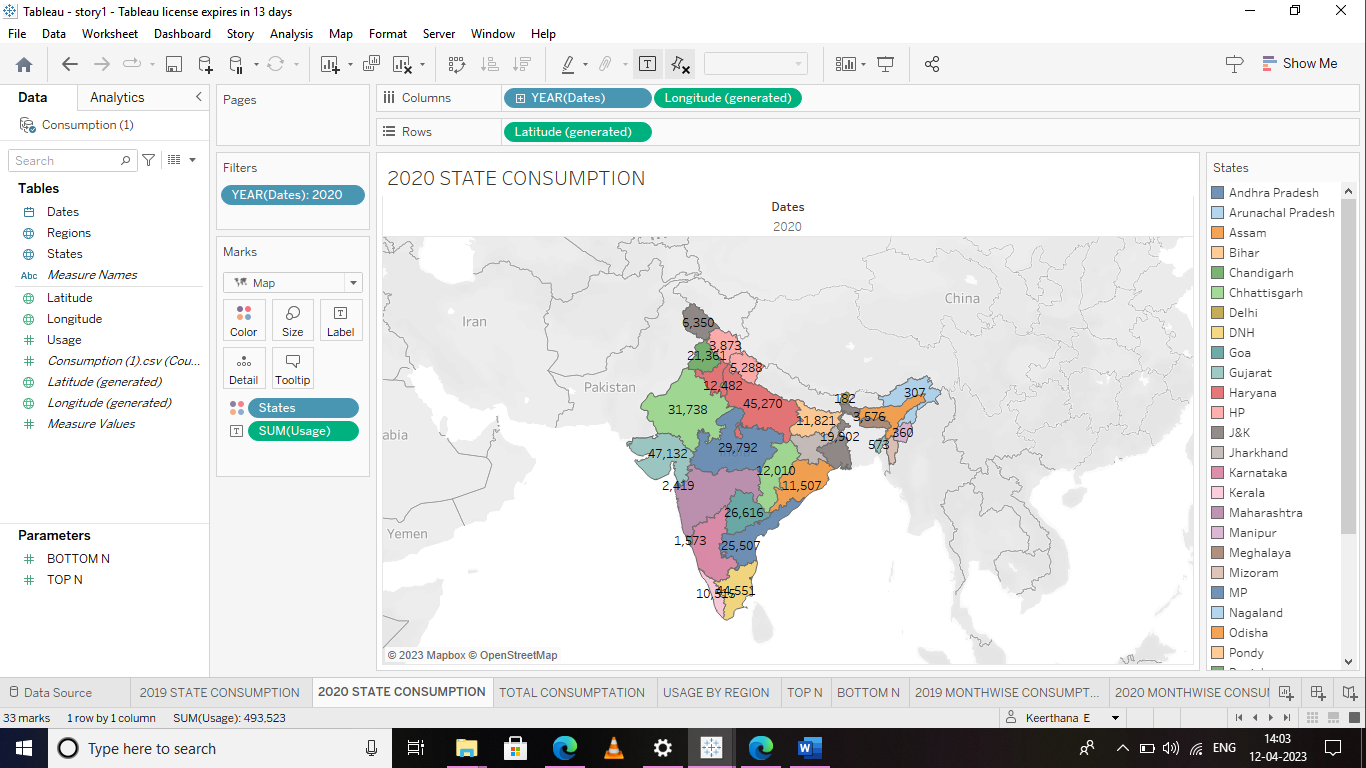 Tableau - story1 - Tableau license expires in 13 days
File Data Worksheet Dashboard Story Analysis Map Format Server Window Help
Show Me
Data Analytics
Consumption (1)
Search
Tables
Dates
Regions
States
Abc Measure Names
Latitude
Longitude
Usage
Consumption (1).csv (Cou...
Latitude (generated)
Longitude (generated)
Measure Values
Parameters
BOTTOM N
TOP N
Pages
Filters
YEAR(Dates): 2020
Marks
Map
Color Size Label
Detail Tooltip
States
SUM(Usage)
Columns YEAR(Dates) Longitude (generated)
Rows Latitude (generated)
2020 STATE CONSUMPTION
Dates
2020
China
Iran
Pakistan
abia
Yemen
6,350
3,873
21,361
5,288
12,482
45,270
31,738
182
307
3,576
11,821
360
19,902
573
29,792
47,132
12,010
2,419
11,507
26,616
1,573
25,507
44,551
© 2023 Mapbox © OpenStreetMap
States
Andhra Pradesh
Arunachal Pradesh
Assam
Bihar
Chandigarh
Chhattisgarh
Delhi
DNH
Goa
Gujarat
Haryana
HP
J&K
Jharkhand
Karnataka
Kerala
Maharashtra
Manipur
Meghalaya
Mizoram
MP
Nagaland
Odisha
Pondy
Data Source 2019 STATE CONSUMPTION 2020 STATE CONSUMPTION TOTAL CONSUMPTATION USAGE BY REGION TOP N BOTTOM N 2019 MONTHWISE CONSUMPT... 2020 MONTHWISE CONSUM
33 marks 1 row by 1 column SUM(Usage): 493,523
Keerthana E
Type here to search
ENG
14:03
12-04-2023